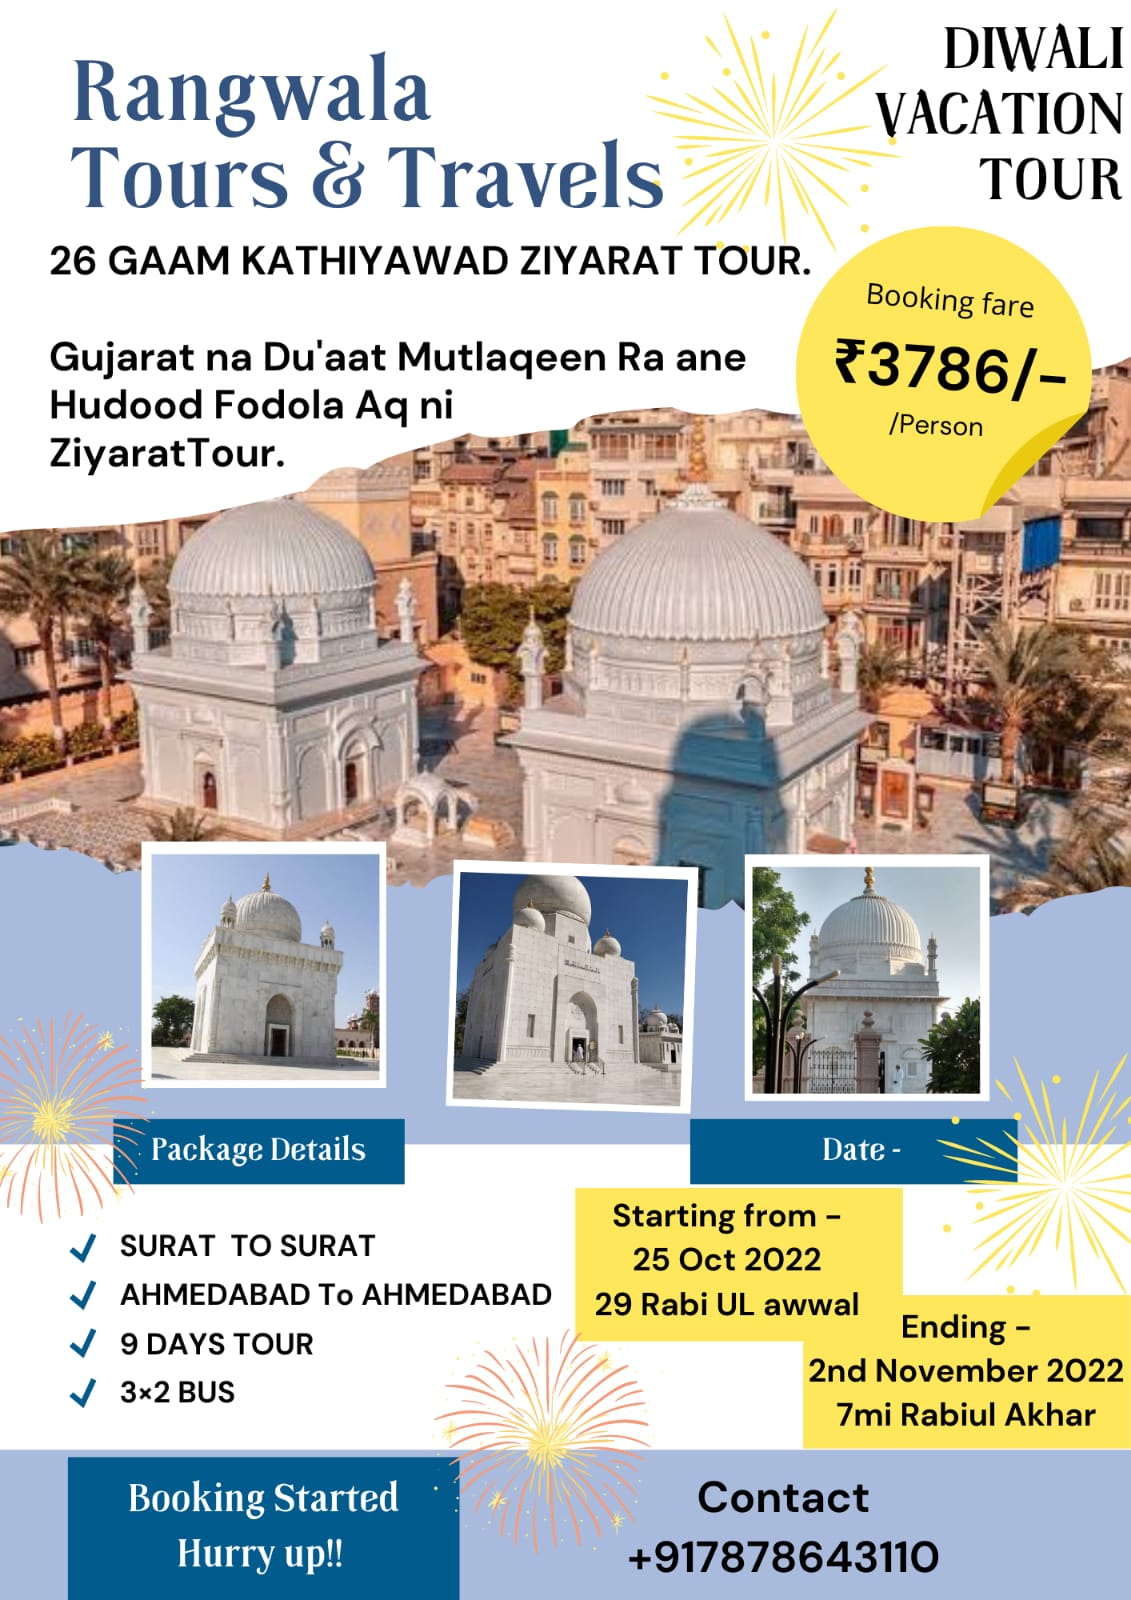 Rangwala
Tours & Travels
DIWALI
VACATION
TOUR
26 GAAM KATHIYAWAD ZIYARAT TOUR.
Booking fare
₹3786/-
/Person
Gujarat na Du'aat Mutlaqeen Ra ane
Hudood Fodola Aq ni
ZiyaratTour.
Package Details
SURAT TO SURAT
AHMEDABAD To AHMEDABAD
9 DAYS TOUR
3×2 BUS
Date -
Starting from -
25 Oct 2022
29 Rabi UL awwal
Ending -
2nd November 2022
7mi Rabiul Akhar
Booking Started
Hurry up!!
Contact
+917878643110